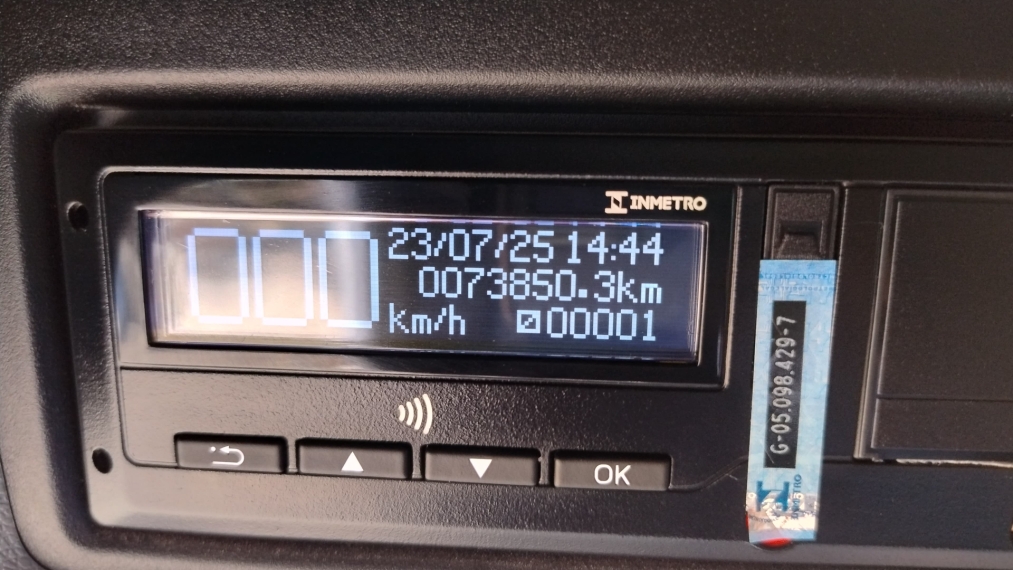 INMETRO
000
23/07/25 14:44
0073850.3km
km/h
00001
OK
G-05.098.429-7